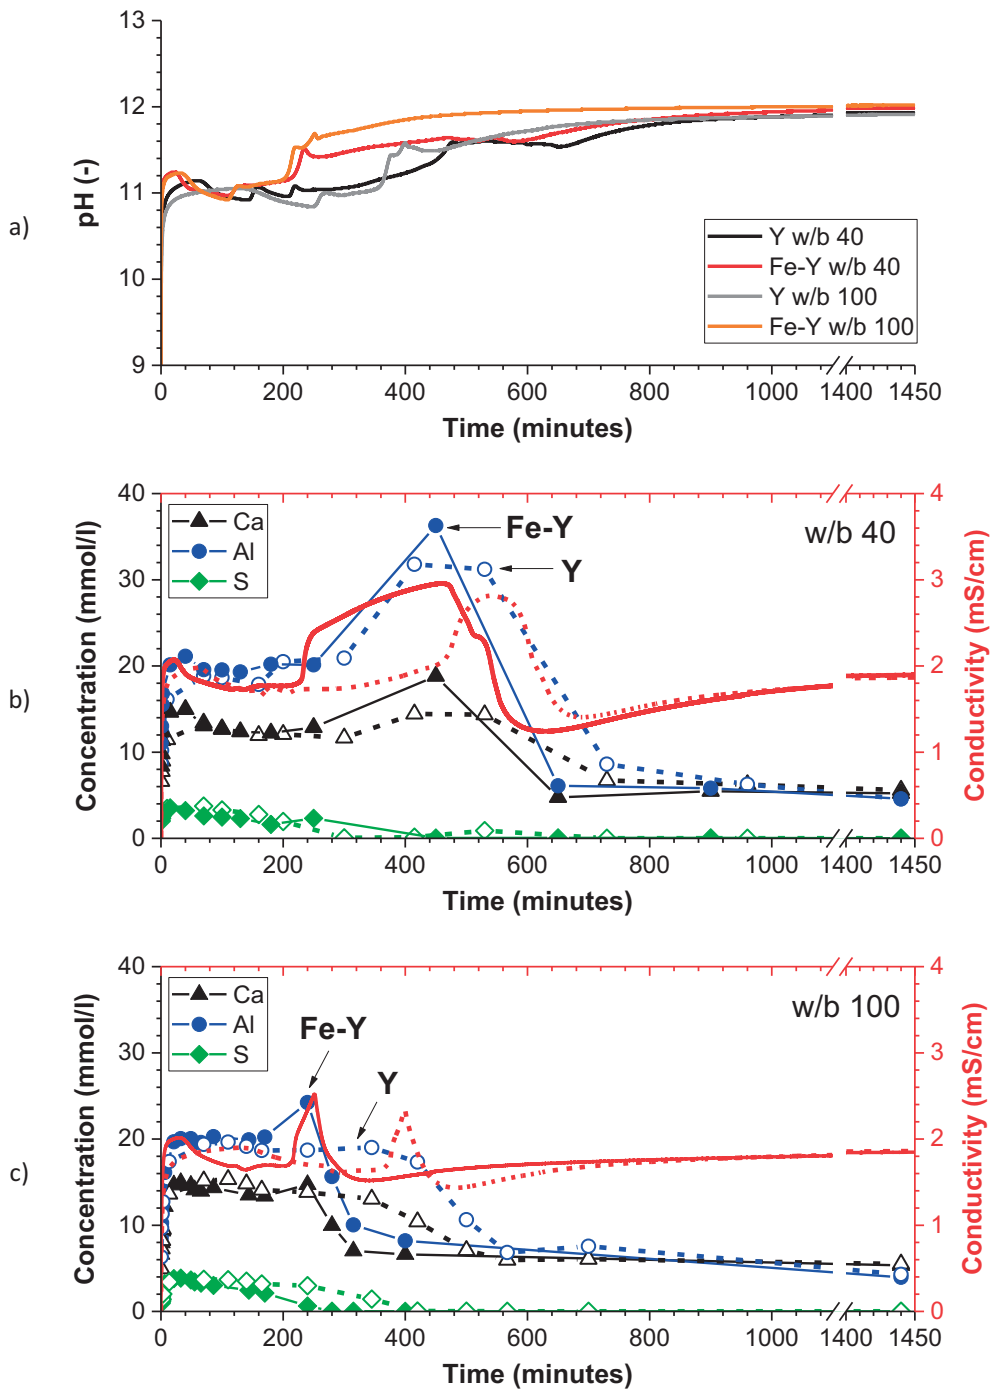 a)
pH (-)
13
12
11
10
9
Y w/b 40
Fe-Y w/b 40
Y w/b 100
Fe-Y w/b 100
0 200 400 600 800 1000 1400 1450
Time (minutes)
b)
Concentration (mmol/l)
40
30
20
10
0
Ca
Al
S
Fe-Y
Y
w/b 40
4
3
2
1
0
Conductivity (mS/cm)
0 200 400 600 800 1000 1400 1450
Time (minutes)
c)
Concentration (mmol/l)
40
30
20
10
0
Ca
Al
S
Fe-Y
Y
w/b 100
4
3
2
1
0
Conductivity (mS/cm)
0 200 400 600 800 1000 1400 1450
Time (minutes)